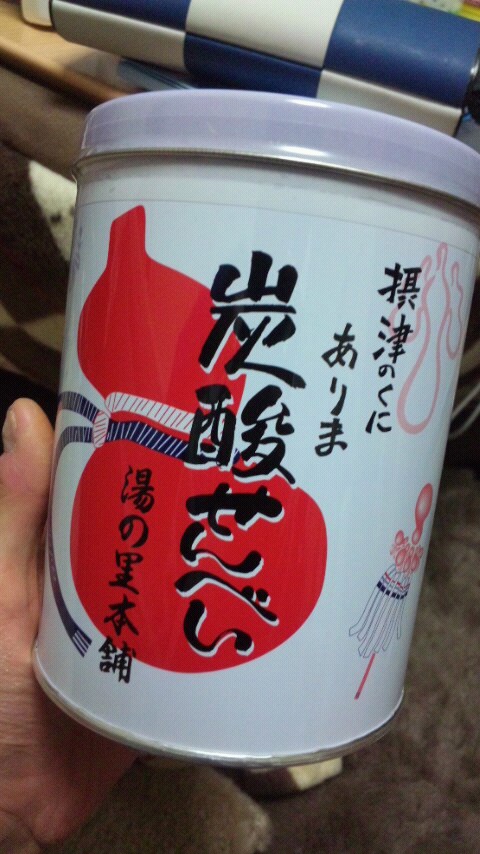 摂津のくに
ありま
炭酸せんべい
湯の里本舗